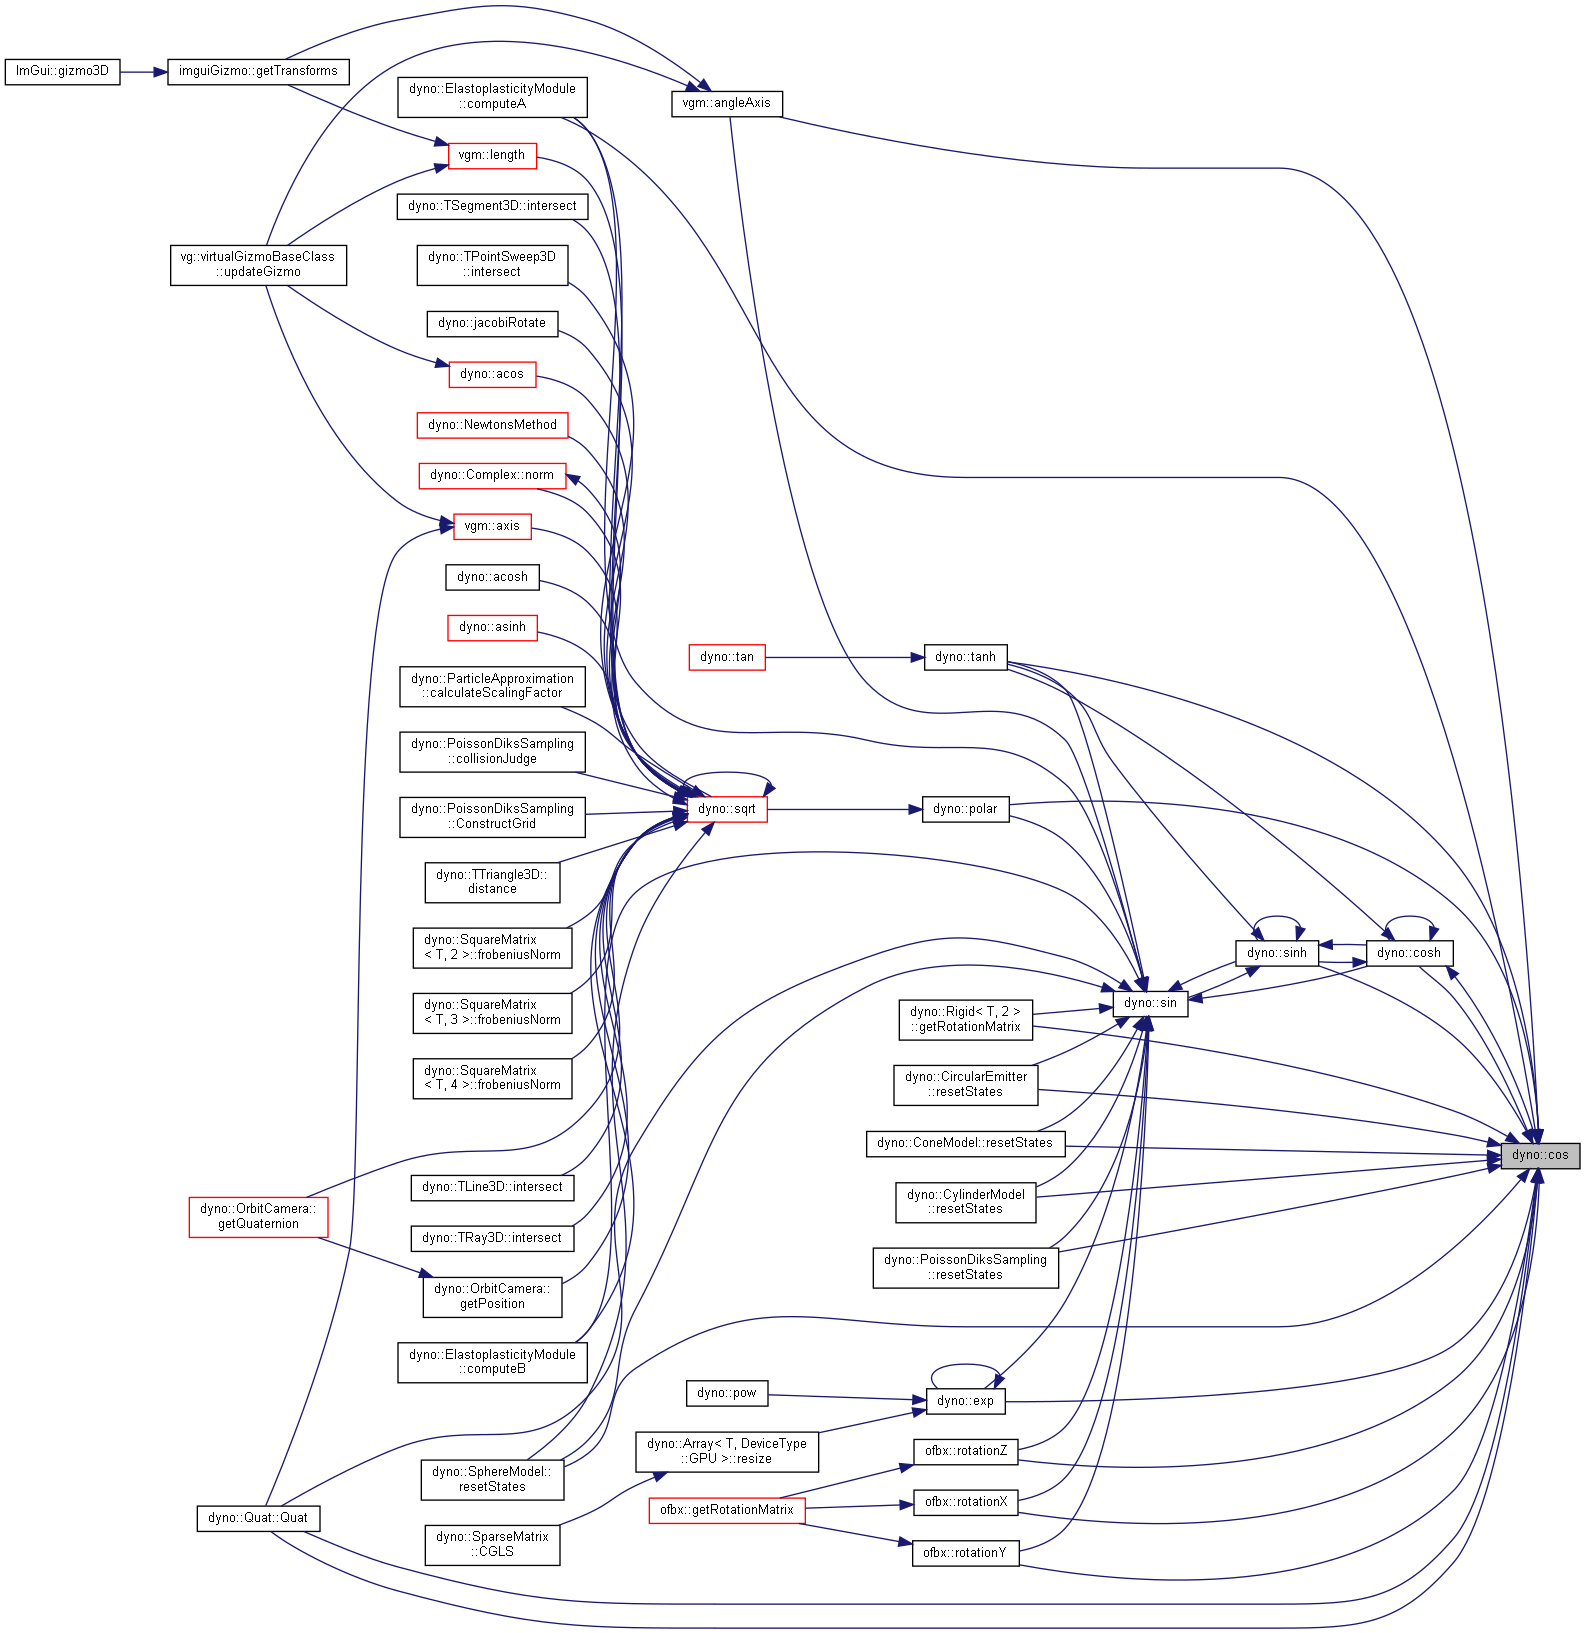 ImGui::gizmo3D
imguiGizmo::getTransforms
vg::virtualGizmoBaseClass
::updateGizmo
dyno::OrbitCamera::
getQuaternion
dyno::Quat::Quat
dyno::ElastoplasticityModule
::computeA
vgm::length
dyno::TSegment3D::intersect
dyno::TPointSweep3D
::intersect
dyno::jacobiRotate
dyno::acos
dyno::NewtonsMethod
dyno::Complex::norm
vgm::axis
dyno::acosh
dyno::asinh
dyno::ParticleApproximation
::calculateScalingFactor
dyno::PoissonDiksSampling
::collisionJudge
dyno::PoissonDiksSampling
::ConstructGrid
dyno::TTriangle3D::
distance
dyno::SquareMatrix
< T, 2 >::frobeniusNorm
dyno::SquareMatrix
< T, 3 >::frobeniusNorm
dyno::SquareMatrix
< T, 4 >::frobeniusNorm
dyno::TLine3D::intersect
dyno::TRay3D::intersect
dyno::OrbitCamera::
getPosition
dyno::ElastoplasticityModule
::computeB
dyno::SphereModel::
resetStates
dyno::SparseMatrix
::CGLS
vgm::angleAxis
dyno::tan
dyno::sqrt
dyno::pow
dyno::Array< T, DeviceType
::GPU >::resize
ofbx::getRotationMatrix
dyno::tanh
dyno::polar
dyno::Rigid< T, 2 >
::getRotationMatrix
dyno::CircularEmitter
::resetStates
dyno::ConeModel::resetStates
dyno::CylinderModel
::resetStates
dyno::PoissonDiksSampling
::resetStates
dyno::exp
ofbx::rotationZ
ofbx::rotationX
ofbx::rotationY
dyno::sin
dyno::sinh
dyno::cosh
dyno::cos